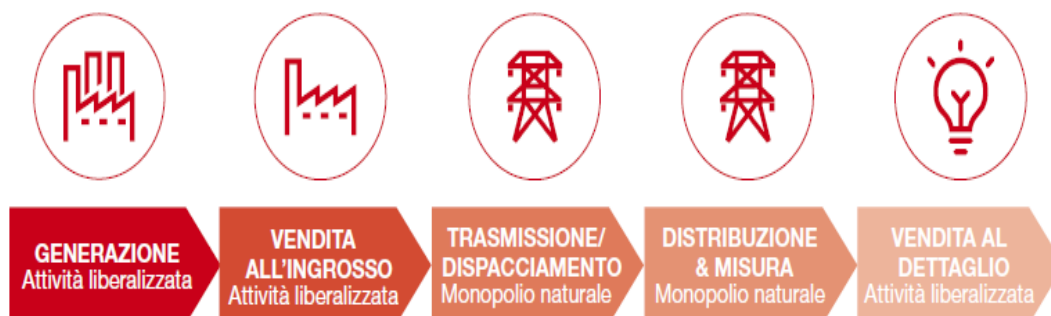 GENERAZIONE
Attività liberalizzata
VENDITA
ALL'INGROSSO
Attività liberalizzata
TRASMISSIONE/
DISPACCIAMENTO
Monopolio naturale
DISTRIBUZIONE
& MISURA
Monopolio naturale
VENDITA AL
DETTAGLIO
Attività liberalizzata